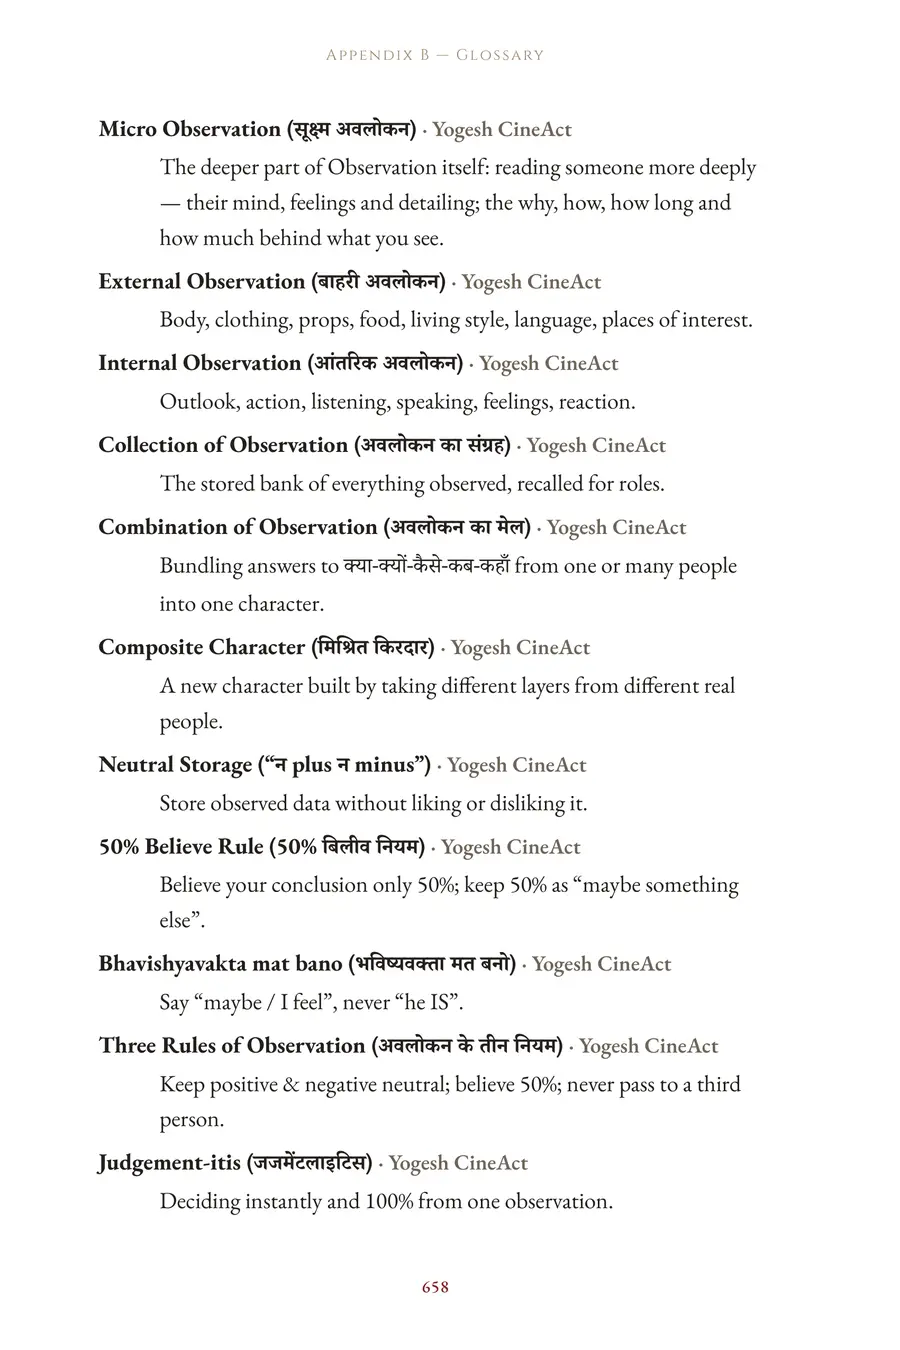 Appendix B — Glossary
Micro Observation (सूक्ष्म अवलोकन) · Yogesh CineAct
The deeper part of Observation itself: reading someone more deeply
— their mind, feelings and detailing; the why, how, how long and
how much behind what you see.
External Observation (बाहरी अवलोकन) · Yogesh CineAct
Body, clothing, props, food, living style, language, places of interest.
Internal Observation (आंतरिक अवलोकन) · Yogesh CineAct
Outlook, action, listening, speaking, feelings, reaction.
Collection of Observation (अवलोकन का संग्रह) · Yogesh CineAct
The stored bank of everything observed, recalled for roles.
Combination of Observation (अवलोकन का मेल) · Yogesh CineAct
Bundling answers to क्या-क्यों-कैसे-कब-कहाँ from one or many people
into one character.
Composite Character (मिश्रित किरदार) · Yogesh CineAct
A new character built by taking different layers from different real
people.
Neutral Storage (“न plus न minus”) · Yogesh CineAct
Store observed data without liking or disliking it.
50% Believe Rule (50% बिलीव नियम) · Yogesh CineAct
Believe your conclusion only 50%; keep 50% as “maybe something
else”.
Bhavishyavakta mat bano (भविष्यवक्ता मत बनो) · Yogesh CineAct
Say “maybe / I feel”, never “he IS”.
Three Rules of Observation (अवलोकन के तीन नियम) · Yogesh CineAct
Keep positive & negative neutral; believe 50%; never pass to a third
person.
Judgement-itis (जजमेंटलाइटिस) · Yogesh CineAct
Deciding instantly and 100% from one observation.
658